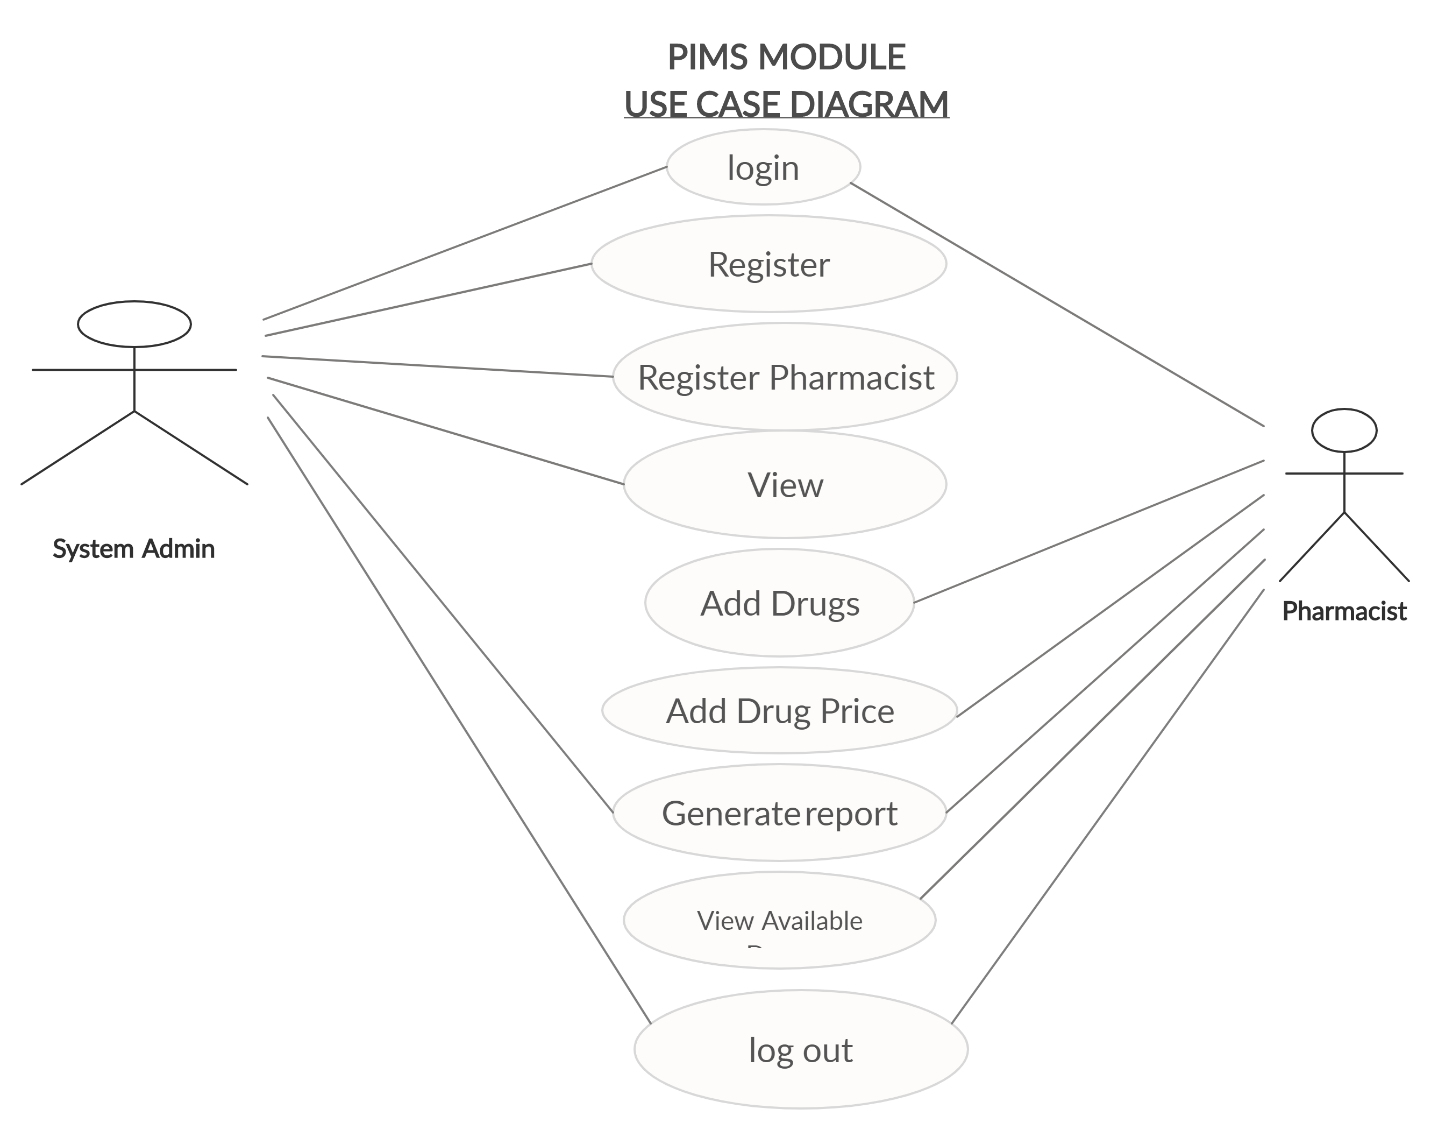 PIMS MODULE
USE CASE DIAGRAM
login
Register
Register Pharmacist
View
Add Drugs
Add Drug Price
Generate report
View Available
log out
System Admin
Pharmacist